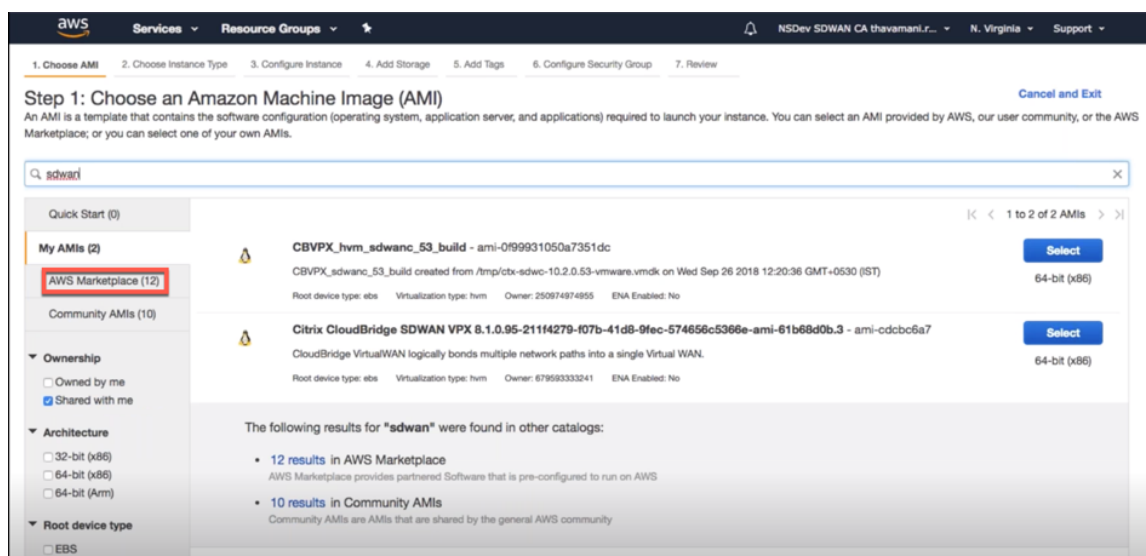 aws
Services Resource Groups NSDev SDWAN CA thavamani.r... N. Virginia Support
1. Choose AMI 2. Choose Instance Type 3. Configure Instance 4. Add Storage 5. Add Tags 6. Configure Security Group 7. Review
Step 1: Choose an Amazon Machine Image (AMI)
Cancel and Exit
An AMI is a template that contains the software configuration (operating system, application server, and applications) required to launch your instance. You can select an AMI provided by AWS, our user community, or the AWS
Marketplace; or you can select one of your own AMIs.
sdwan
Quick Start (0)
My AMIs (2)
AWS Marketplace (12)
Community AMIs (10)
Ownership
Owned by me
Shared with me
Architecture
32-bit (x86)
64-bit (x86)
64-bit (Arm)
Root device type
EBS
1 to 2 of 2 AMIs
CBVPX_hvm_sdwanc_53_build - ami-0f99931050a7351dc
Select
CBVPX_sdwanc_53_build created from /tmp/ctx-sdwc-10.2.0.53-vmware.vmdk on Wed Sep 26 2018 12:20:36 GMT+0530 (IST)
64-bit (x86)
Root device type: ebs Virtualization type: hvm Owner: 250974974955 ENA Enabled: No
Citrix CloudBridge SDWAN VPX 8.1.0.95-211f4279-f07b-41d8-9fec-574656c5366e-ami-61b68d0b.3 - ami-cdcbc6a7
Select
CloudBridge VirtualWAN logically bonds multiple network paths into a single Virtual WAN.
64-bit (x86)
Root device type: ebs Virtualization type: hvm Owner: 679593333241 ENA Enabled: No
The following results for "sdwan" were found in other catalogs:
• 12 results in AWS Marketplace
AWS Marketplace provides partnered Software that is pre-configured to run on AWS
• 10 results in Community AMIs
Community AMIs are AMIs that are shared by the general AWS community